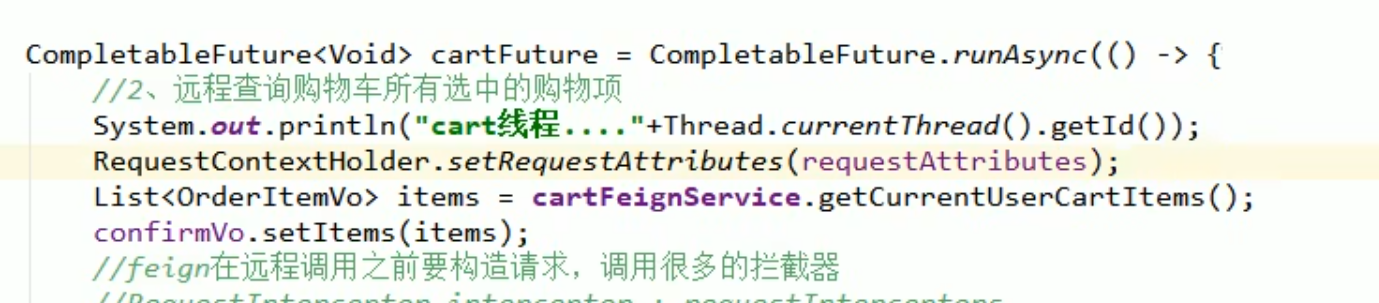 CompletableFuture<Void> cartFuture = CompletableFuture.runAsync(() -> {
//2、远程查询购物车所有选中的购物项
System.out.println("cart线程...."+Thread.currentThread().getId());
RequestContextHolder.setRequestAttributes(requestAttributes);
List<OrderItemVo> items = cartFeignService.getCurrentUserCartItems();
confirmVo.setItems(items);
//feign在远程调用之前要构造请求，调用很多的拦截器
//RequestInterceptor interceptor : requestInterceptors